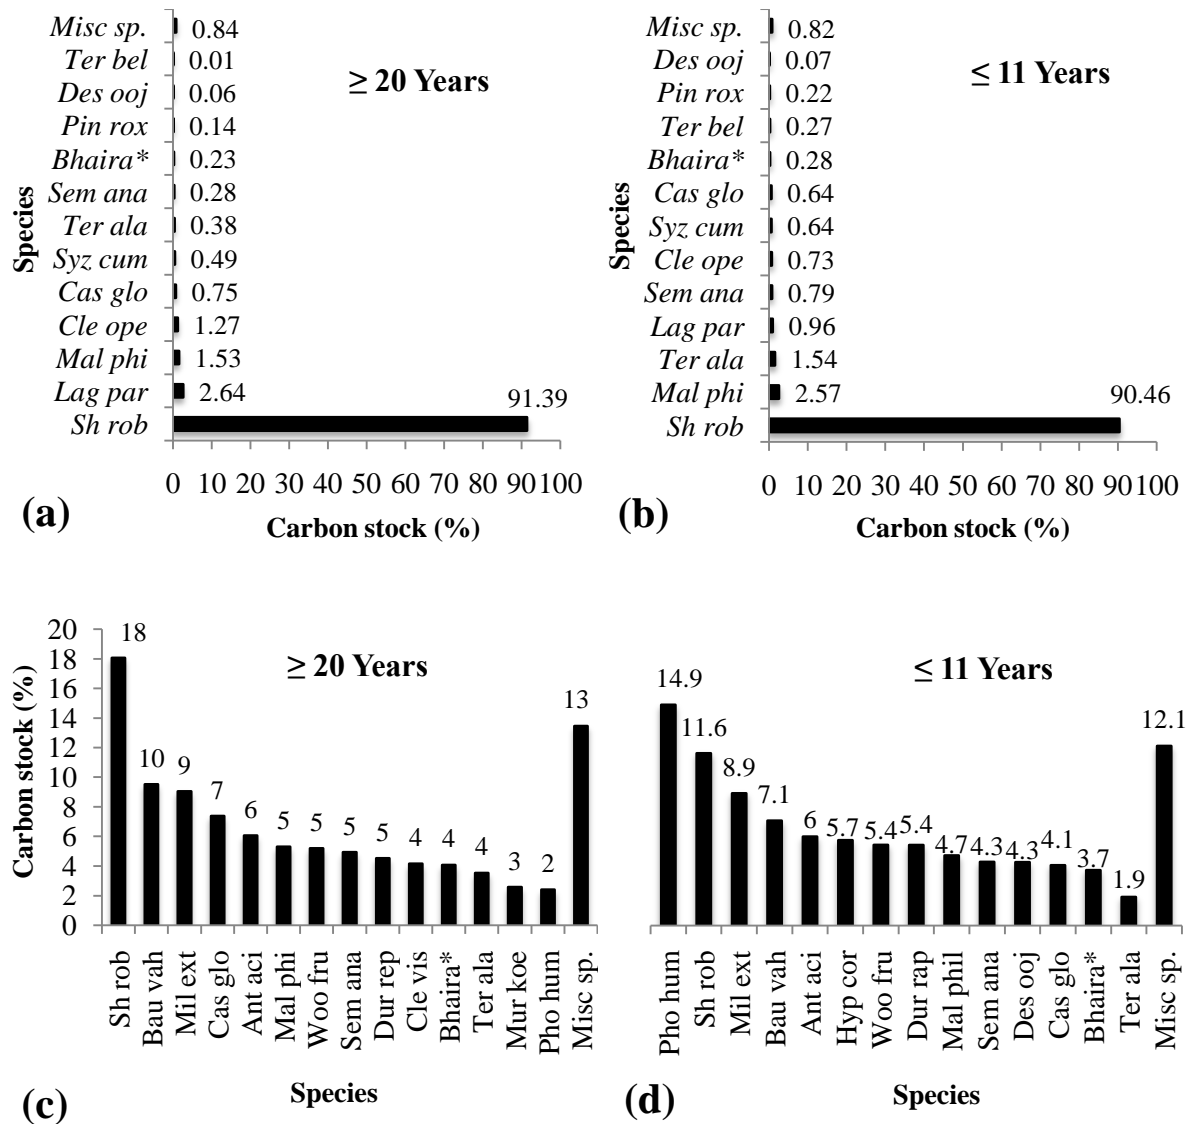 Misc sp. 0.84
Ter bel 0.01
Des ooj 0.06
Pin rox 0.14
Bhaira* 0.23
Sem ana 0.28
Ter ala 0.38
Syz cum 0.49
Cas glo 0.75
Cle ope 1.27
Mal phi 1.53
Lag par 2.64
Sh rob 91.39
≥ 20 Years
Species
0 10 20 30 40 50 60 70 80 90 100
Carbon stock (%)
(a)
Misc sp. 0.82
Des ooj 0.07
Pin rox 0.22
Ter bel 0.27
Bhaira* 0.28
Cas glo 0.64
Syz cum 0.64
Cle ope 0.73
Sem ana 0.79
Lag par 0.96
Ter ala 1.54
Mal phi 2.57
Sh rob 90.46
≤ 11 Years
Species
0 10 20 30 40 50 60 70 80 90 100
Carbon stock (%)
(b)
≥ 20 Years
Carbon stock (%)
20
18
16
14
12
10
8
6
4
2
0
18 10 9 7 6 5 5 5 5 4 4 4 3 2 13
Sh rob
Bau vah
Mil ext
Cas glo
Ant aci
Mal phi
Woo fru
Sem ana
Dur rep
Cle vis
Bhaira*
Ter ala
Mur koe
Pho hum
Misc sp.
Species
(c)
≤ 11 Years
14.9 11.6 8.9 7.1 6 5.7 5.4 5.4 4.7 4.3 4.3 4.1 3.7 1.9 12.1
Pho hum
Sh rob
Mil ext
Bau vah
Ant aci
Hyp cor
Woo fru
Dur rap
Mal phil
Sem ana
Des ooj
Cas glo
Bhaira*
Ter ala
Misc sp.
Species
(d)